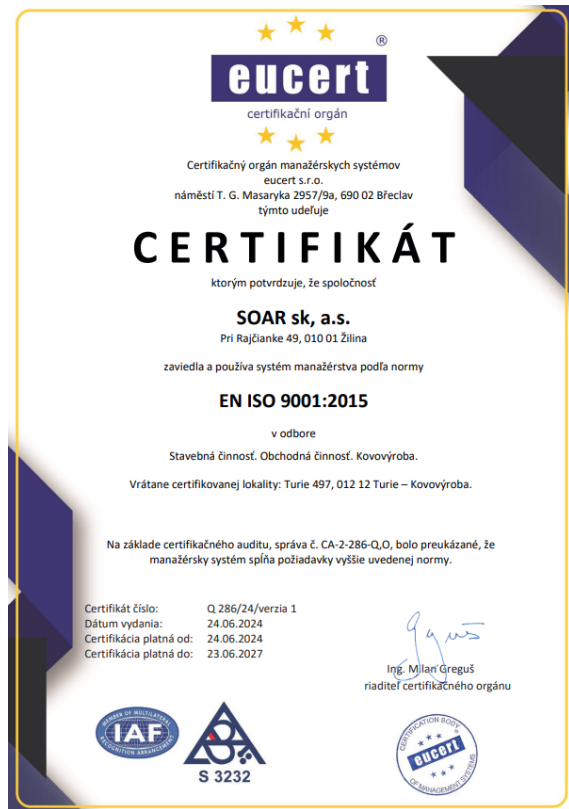 ®
eucert
certifikační orgán
Certifikačný orgán manažérskych systémov
eucert s.r.o.
náměstí T. G. Masaryka 2957/9a, 690 02 Břeclav
týmto udeľuje
CERTIFIKÁT
ktorým potvrdzuje, že spoločnosť
SOAR sk, a.s.
Pri Rajčianke 49, 010 01 Žilina
zaviedla a používa systém manažérstva podľa normy
EN ISO 9001:2015
v odbore
Stavebná činnosť. Obchodná činnosť. Kovovýroba.
Vrátane certifikovanej lokality: Turie 497, 012 12 Turie – Kovovýroba.
Na základe certifikačného auditu, správa č. CA-2-286-Q,O, bolo preukázané, že
manažérsky systém spĺňa požiadavky vyššie uvedenej normy.
Certifikát číslo: Q 286/24/verzia 1
Dátum vydania: 24.06.2024
Certifikácia platná od: 24.06.2024
Certifikácia platná do: 23.06.2027
Ing. Milan Greguš
riaditeľ certifikačného orgánu
MEMBER OF MULTILATERAL
IAF
RECOGNITION ARRANGEMENT
S 3232
CERTIFICATION BODY
eucert
OF MANAGEMENT SYSTEMS